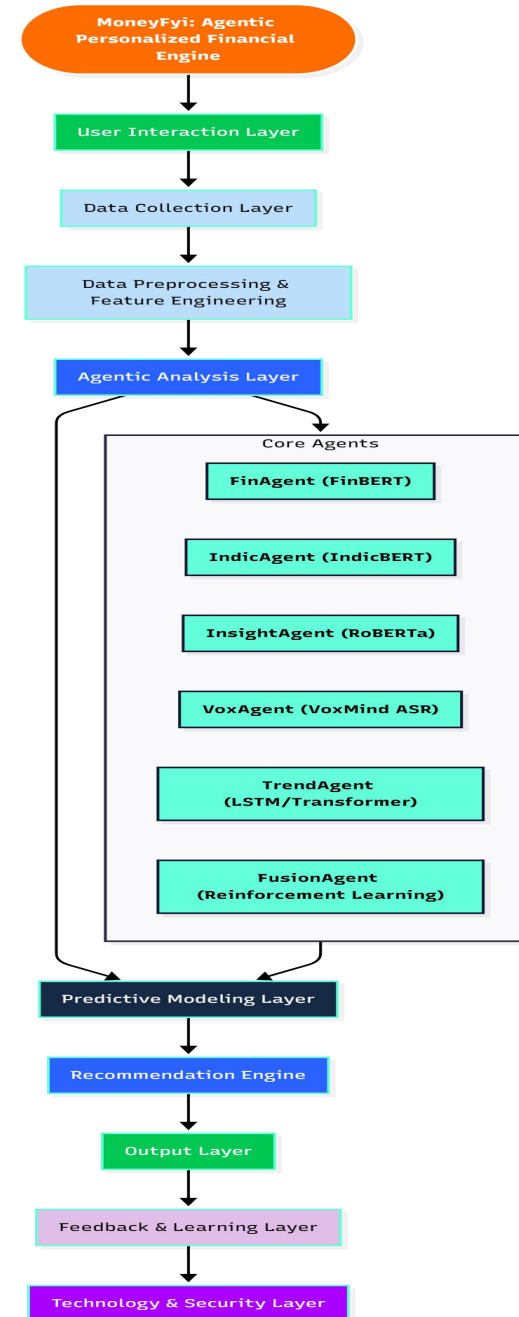 MoneyFyi: Agentic
Personalized Financial
Engine
User Interaction Layer
Data Collection Layer
Data Preprocessing &
Feature Engineering
Agentic Analysis Layer
Core Agents
FinAgent (FinBERT)
IndicAgent (IndicBERT)
InsightAgent (RoBERTa)
VoxAgent (VoxMind ASR)
TrendAgent
(LSTM/Transformer)
FusionAgent
(Reinforcement Learning)
Predictive Modeling Layer
Recommendation Engine
Output Layer
Feedback & Learning Layer
Technology & Security Layer